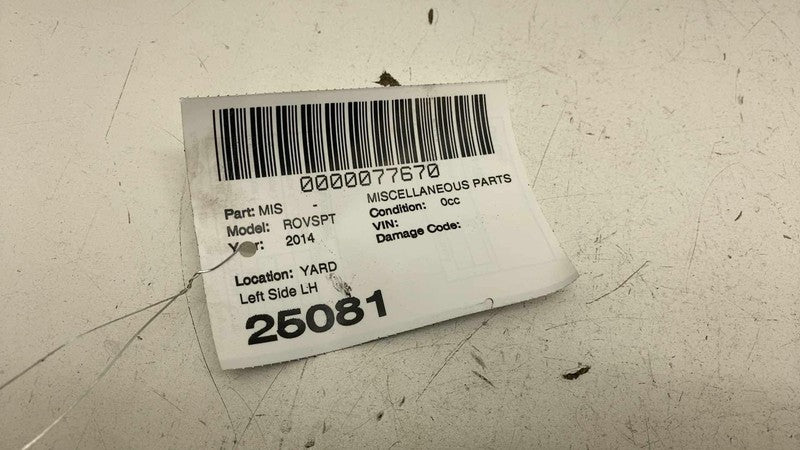 0000077670
Part: MIS - MISCELLANEOUS PARTS
Model: ROVSPT Condition: 0cc
Year: 2014 VIN:
Damage Code:
Location: YARD
Left Side LH
25081